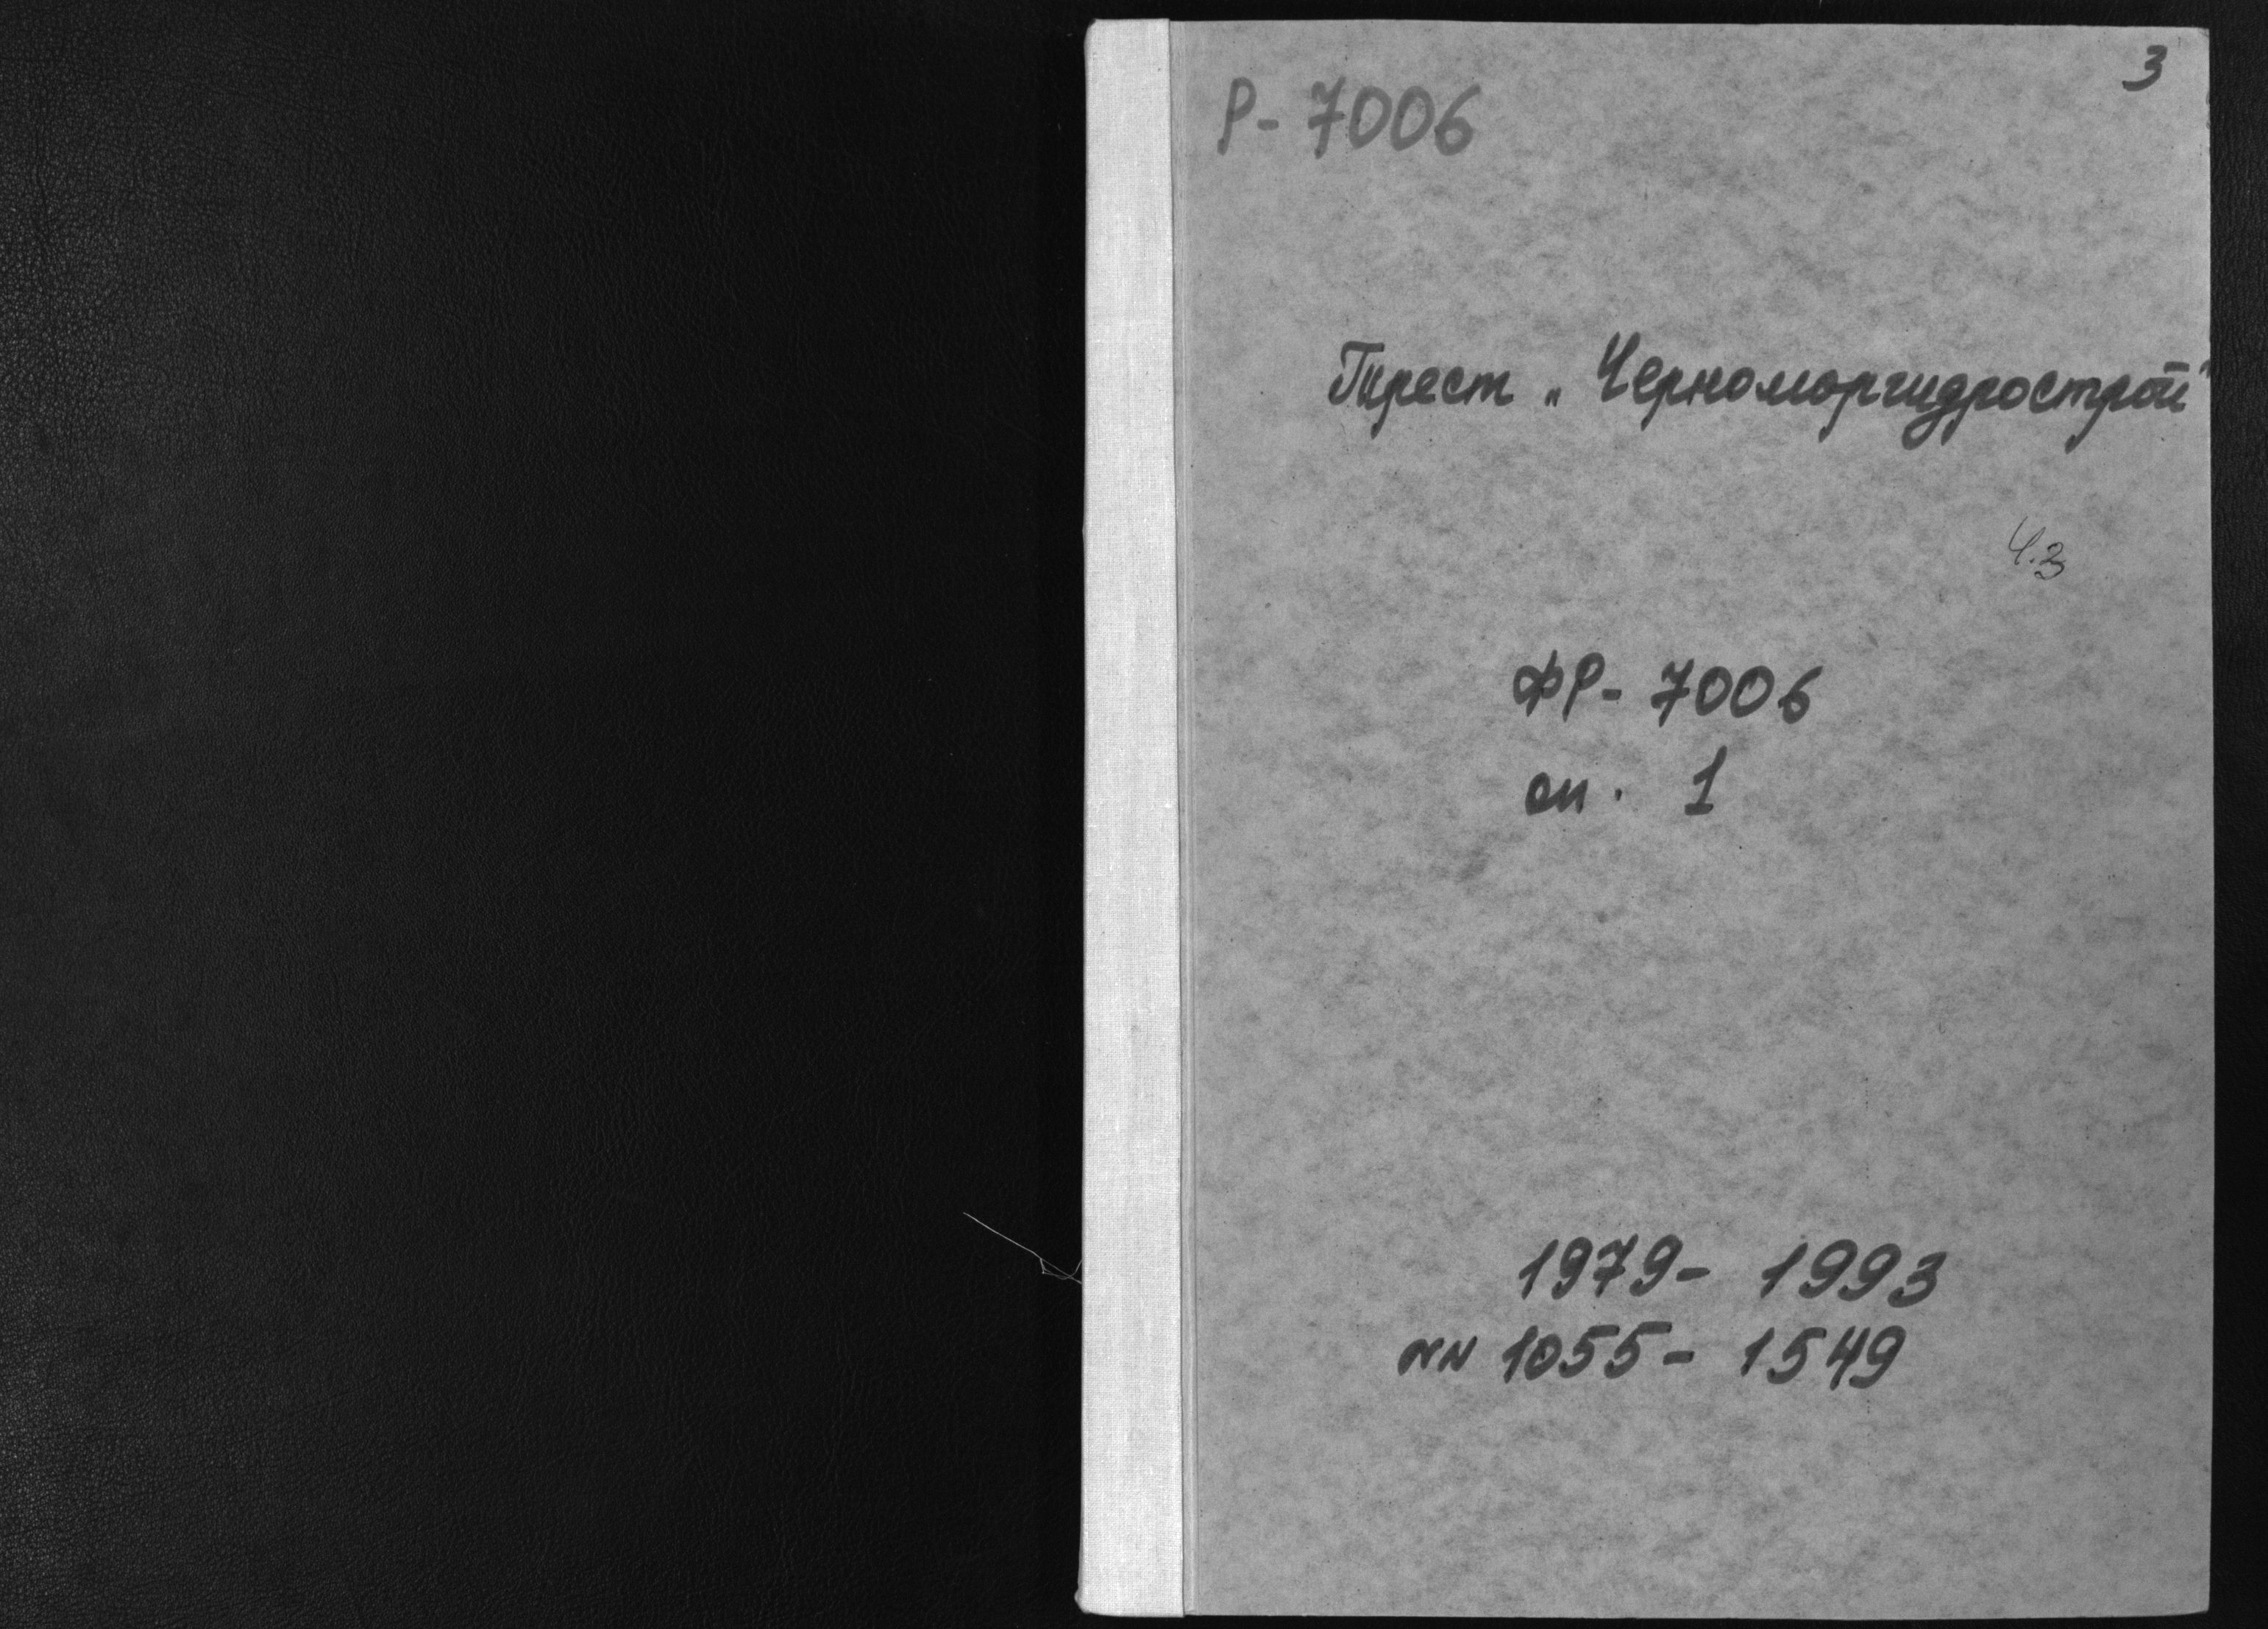 3
Р-7006
Трест „Черноморгидрострой"
ч.3
ФР-7006
оп. 1
1979- 1993
NN 1055- 1549